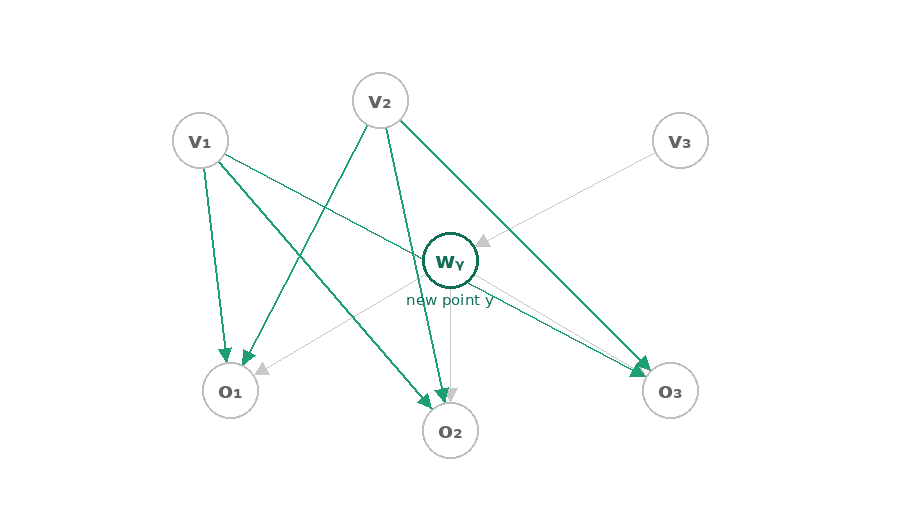 v₂
v₁
v₃
wᵧ
new point y
o₁
o₃
o₂